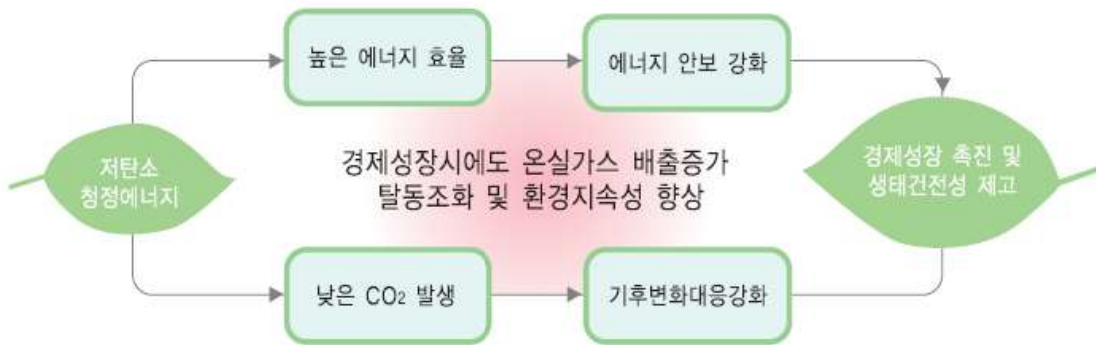 높은 에너지 효율
에너지 안보 강화
저탄소
청정에너지
경제성장시에도 온실가스 배출증가
탈동조화 및 환경지속성 향상
경제성장 촉진 및
생태건전성 제고
낮은 CO₂ 발생
기후변화대응강화